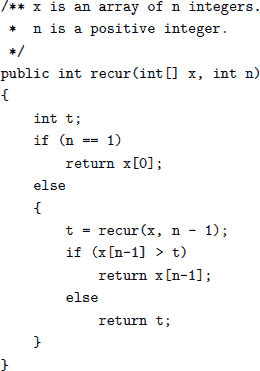 /** x is an array of n integers.
 *  n is a positive integer.
 */
public int recur(int[] x, int n)
{
    int t;
    if (n == 1)
        return x[0];
    else
    {
        t = recur(x, n - 1);
        if (x[n-1] > t)
            return x[n-1];
        else
            return t;
    }
}